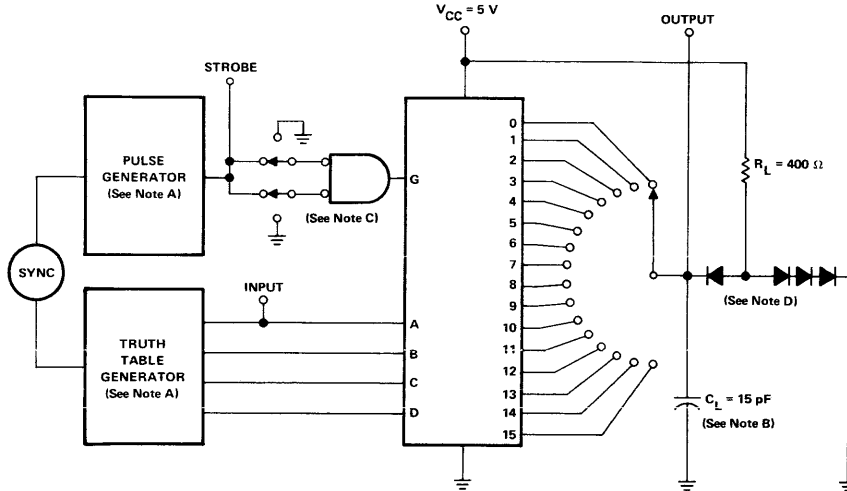 V_CC = 5 V
OUTPUT
STROBE
PULSE
GENERATOR
(See Note A)
G
(See Note C)
0
1
2
3
4
5
6
7
8
9
10
11
12
13
14
15
R_L = 400 Ω
SYNC
(See Note D)
INPUT
TRUTH
TABLE
GENERATOR
(See Note A)
A
B
C
D
C_L = 15 pF
(See Note B)